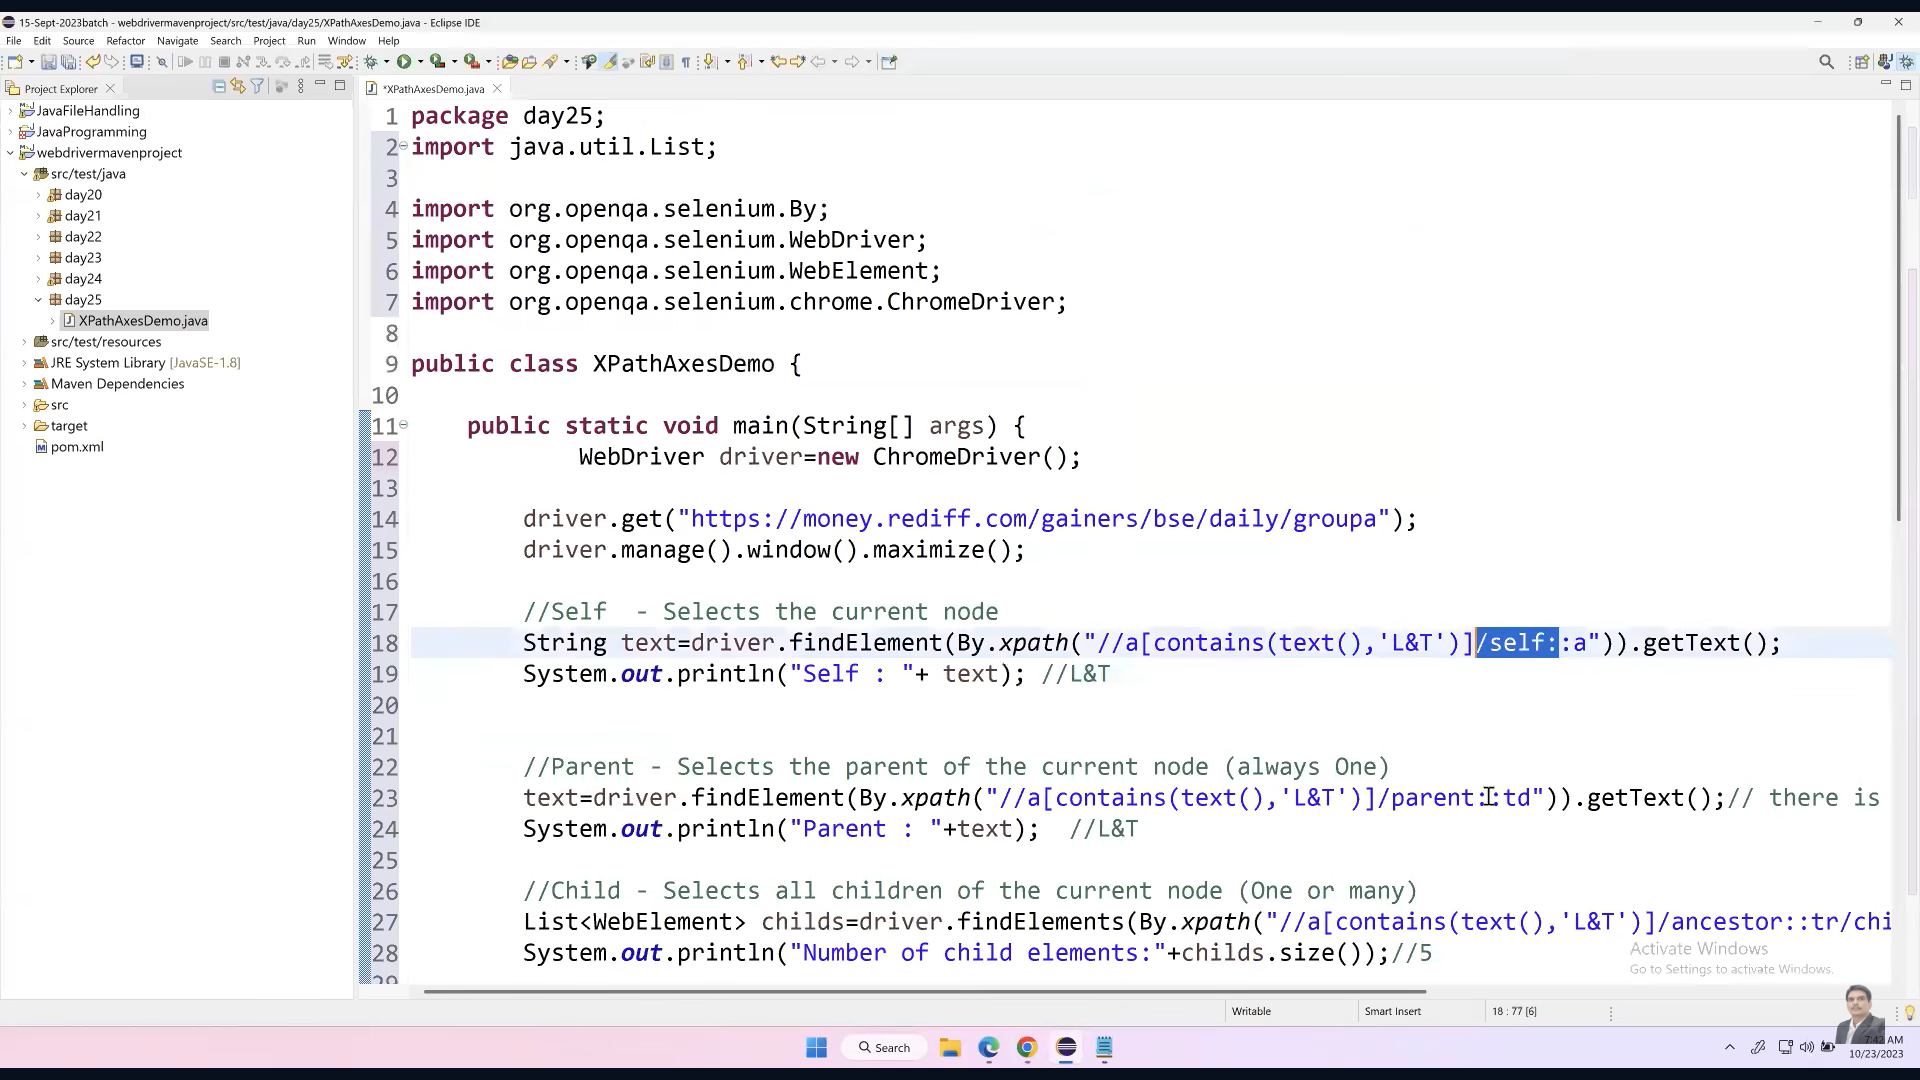 15-Sept-2023batch - webdrivermavenproject/src/test/java/day25/XPathAxesDemo.java - Eclipse IDE
File Edit Source Refactor Navigate Search Project Run Window Help
Project Explorer
*XPathAxesDemo.java
JavaFileHandling
JavaProgramming
webdrivermavenproject
src/test/java
day20
day21
day22
day23
day24
day25
XPathAxesDemo.java
src/test/resources
JRE System Library [JavaSE-1.8]
Maven Dependencies
src
target
pom.xml
1 package day25;
2 import java.util.List;
3
4 import org.openqa.selenium.By;
5 import org.openqa.selenium.WebDriver;
6 import org.openqa.selenium.WebElement;
7 import org.openqa.selenium.chrome.ChromeDriver;
8
9 public class XPathAxesDemo {
10
11 public static void main(String[] args) {
12 WebDriver driver=new ChromeDriver();
13
14 driver.get("https://money.rediff.com/gainers/bse/daily/groupa");
15 driver.manage().window().maximize();
16
17 //Self - Selects the current node
18 String text=driver.findElement(By.xpath("//a[contains(text(),'L&T')]/self::a")).getText();
19 System.out.println("Self : "+ text); //L&T
20
21
22 //Parent - Selects the parent of the current node (always One)
23 text=driver.findElement(By.xpath("//a[contains(text(),'L&T')]/parent::td")).getText();// there is
24 System.out.println("Parent : "+text); //L&T
25
26 //Child - Selects all children of the current node (One or many)
27 List<WebElement> childs=driver.findElements(By.xpath("//a[contains(text(),'L&T')]/ancestor::tr/chi
28 System.out.println("Number of child elements:"+childs.size());//5
Activate Windows
Go to Settings to activate Windows.
Writable Smart Insert 18 : 77 [6]
Search
7:42 AM
10/23/2023